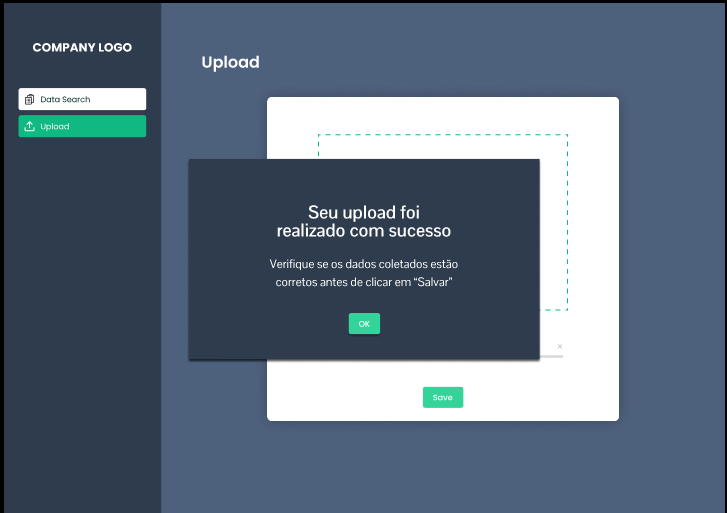 COMPANY LOGO
Data Search
Upload
Upload
Seu upload foi
realizado com sucesso
Verifique se os dados coletados estão
corretos antes de clicar em “Salvar”
OK
×
Save